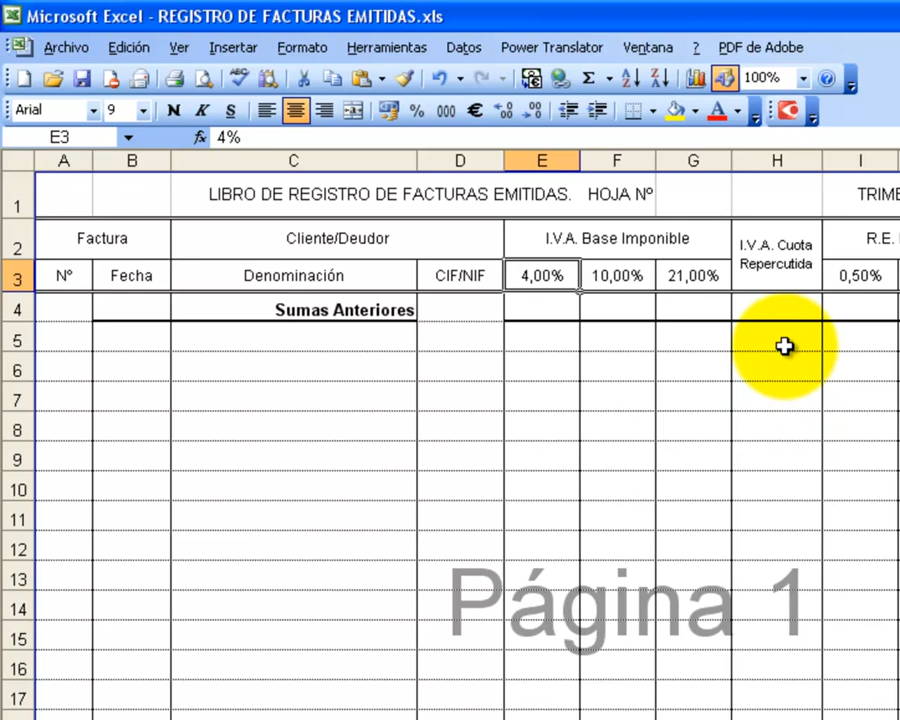 Microsoft Excel - REGISTRO DE FACTURAS EMITIDAS.xls
Archivo Edición Ver Insertar Formato Herramientas Datos Power Translator Ventana ? PDF de Adobe
ABC Σ A Z Z A 100% ?
Arial 9 N K S % 000 € A
E3 fx 4%
A B C D E F G H I
1 LIBRO DE REGISTRO DE FACTURAS EMITIDAS. HOJA Nº TRIME
2 Factura Cliente/Deudor I.V.A. Base Imponible I.V.A. Cuota Repercutida R.E.
3 Nº Fecha Denominación CIF/NIF 4,00% 10,00% 21,00% 0,50%
4 Sumas Anteriores
5
6
7
8
9
10
11
12
13
14
15
16
17
Página 1